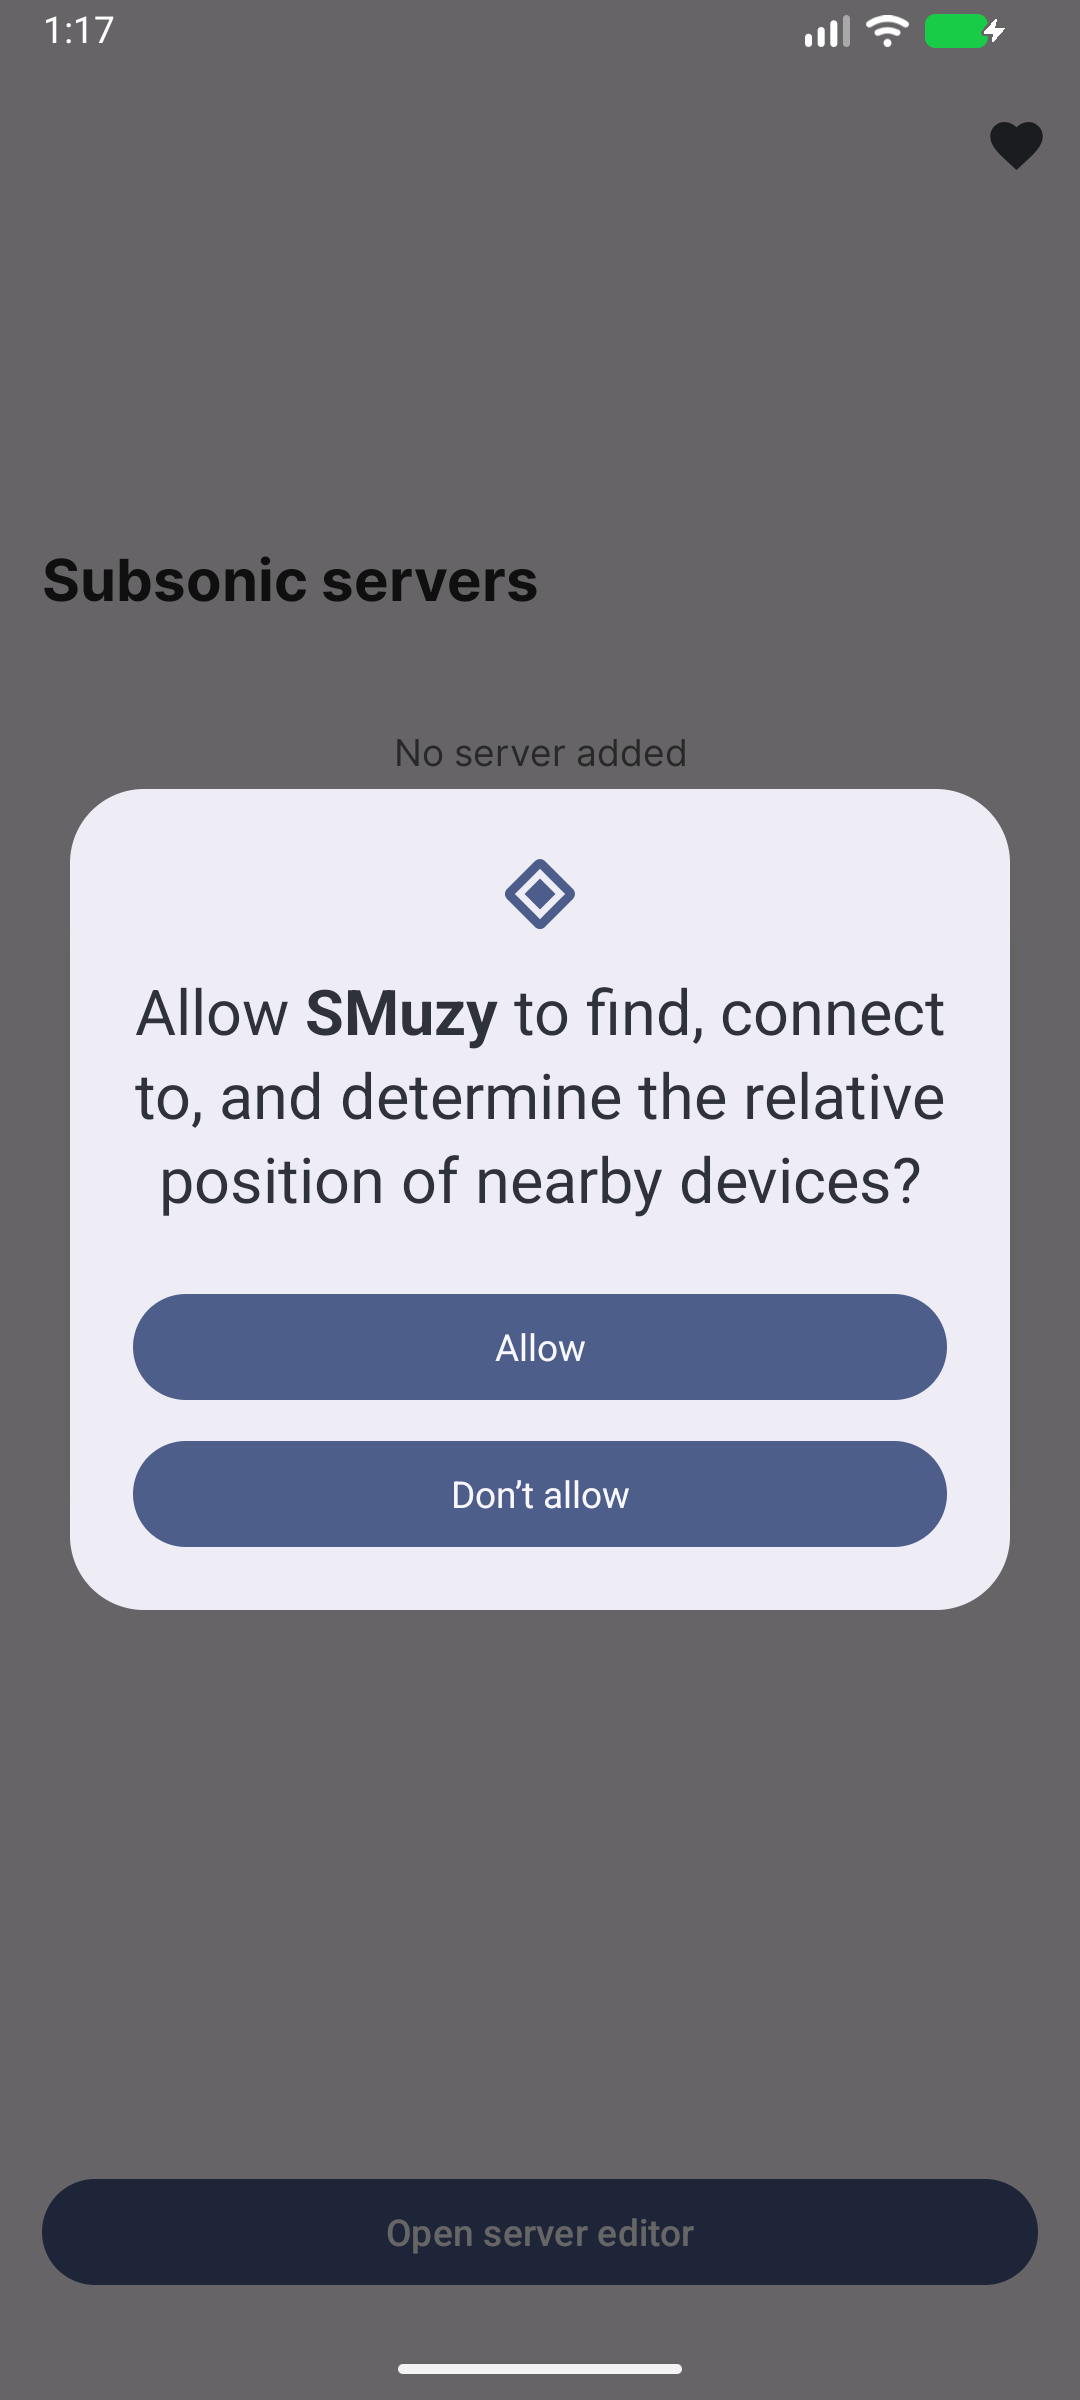 1:17
Subsonic servers
No server added
Allow SMuzy to find, connect
to, and determine the relative
position of nearby devices?
Allow
Don’t allow
Open server editor